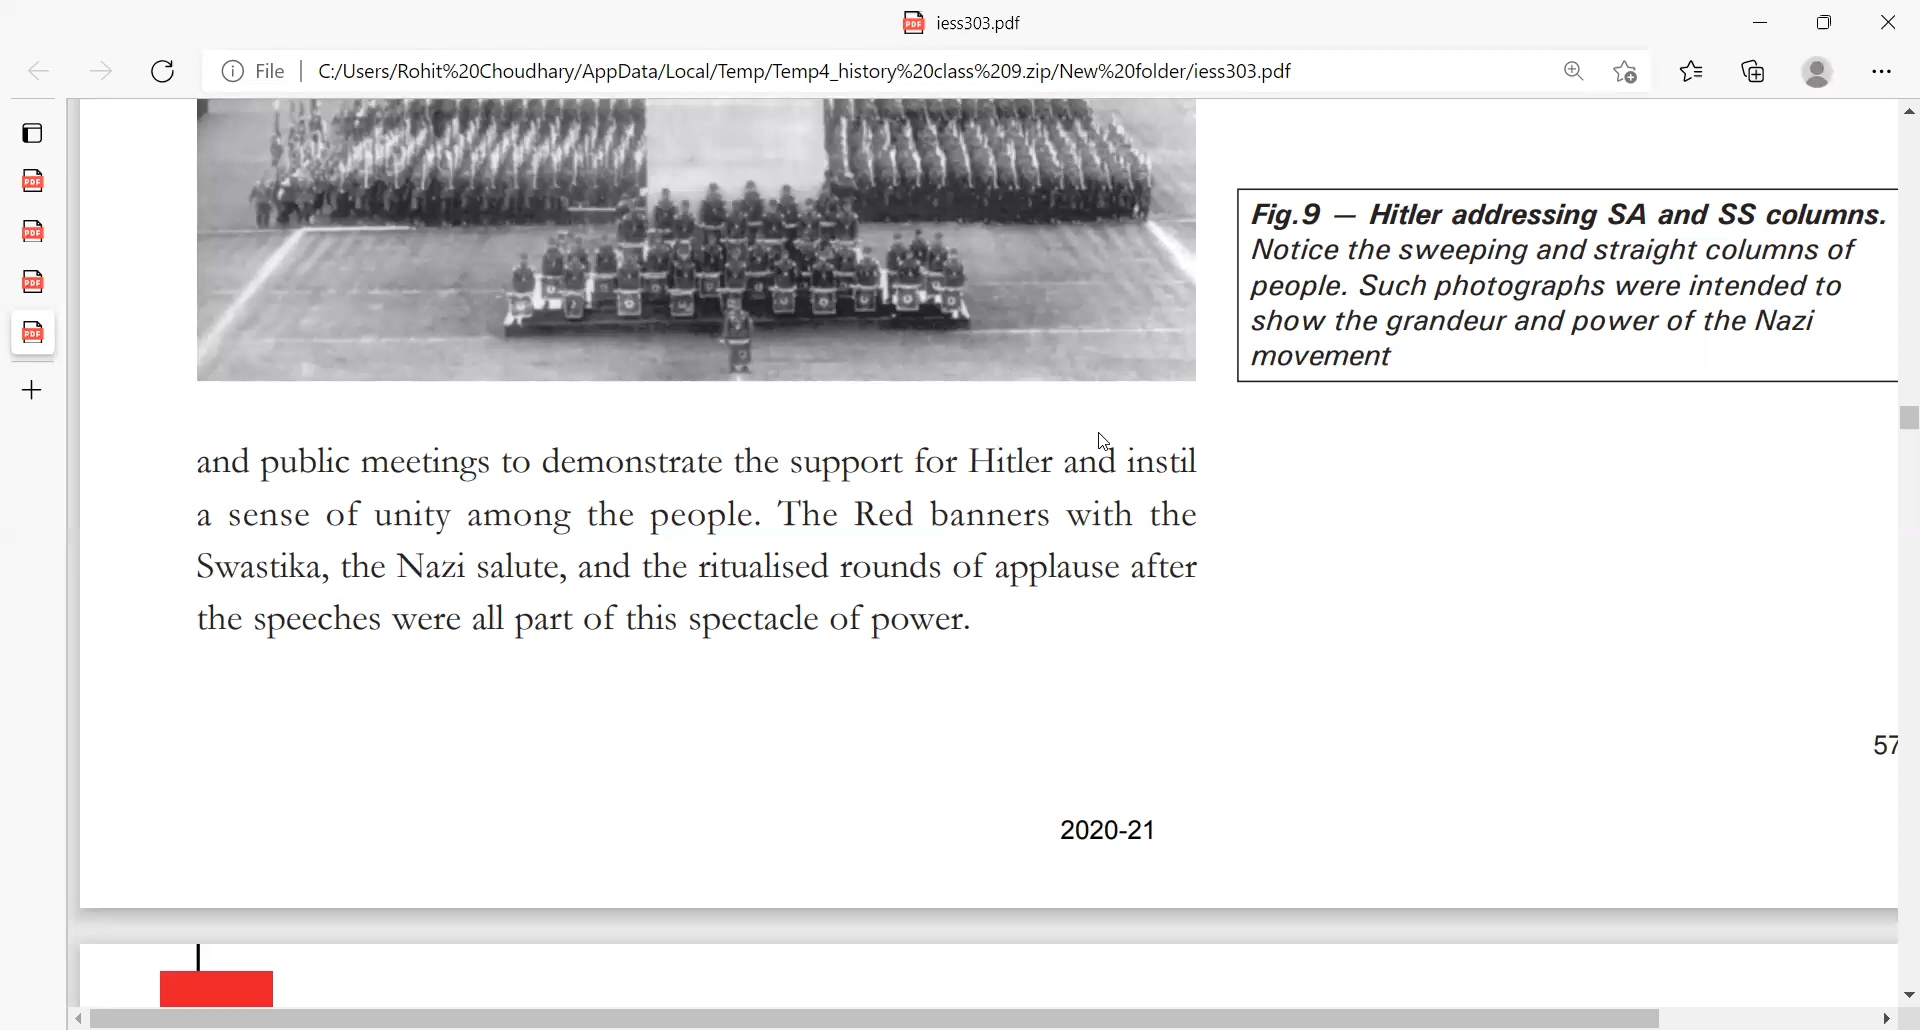 iess303.pdf
File | C:/Users/Rohit%20Choudhary/AppData/Local/Temp/Temp4_history%20class%209.zip/New%20folder/iess303.pdf
PDF
PDF
PDF
PDF
Fig.9 — Hitler addressing SA and SS columns.
Notice the sweeping and straight columns of
people. Such photographs were intended to
show the grandeur and power of the Nazi
movement
and public meetings to demonstrate the support for Hitler and instil
a sense of unity among the people. The Red banners with the
Swastika, the Nazi salute, and the ritualised rounds of applause after
the speeches were all part of this spectacle of power.
57
2020-21